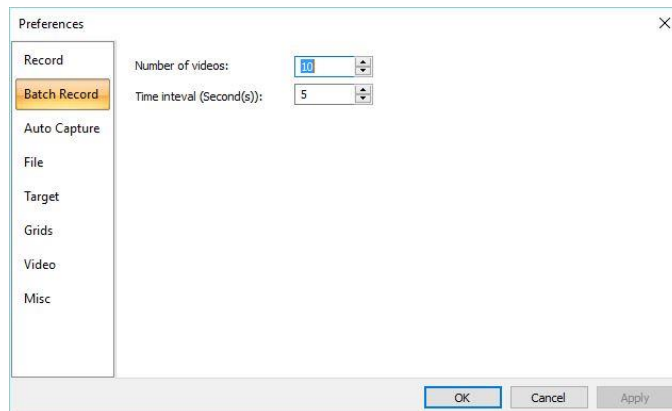 Preferences
Record
Batch Record
Auto Capture
File
Target
Grids
Video
Misc
Number of videos: 10
Time inteval (Second(s)): 5
OK Cancel Apply